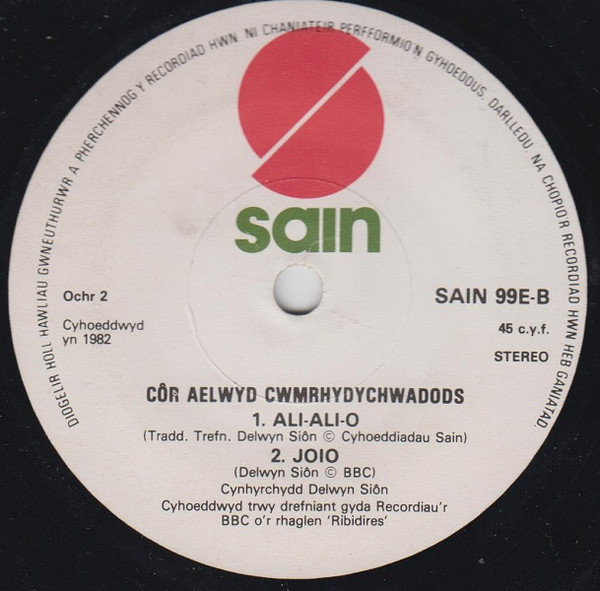 DIOGELIR HOLL HAWLIAU GWNEUTHURWR A PHERCHENNOG Y RECORDIAD HWN. NI CHANIATEIR PERFFORMIO'N GYHOEDDUS, DARLLEDU, NA CHOPIO'R RECORDIAD HWN HEB GANIATAD.
sain
Ochr 2
SAIN 99E-B
Cyhoeddwyd
yn 1982
45 c.y.f.
STEREO
CÔR AELWYD CWMRHYDYCHWADODS
1. ALI-ALI-O
(Tradd. Trefn. Delwyn Siôn © Cyhoeddiadau Sain)
2. JOIO
(Delwyn Siôn © BBC)
Cynhyrchydd Delwyn Siôn
Cyhoeddwyd trwy drefniant gyda Recordiau'r
BBC o'r rhaglen 'Ribidires'